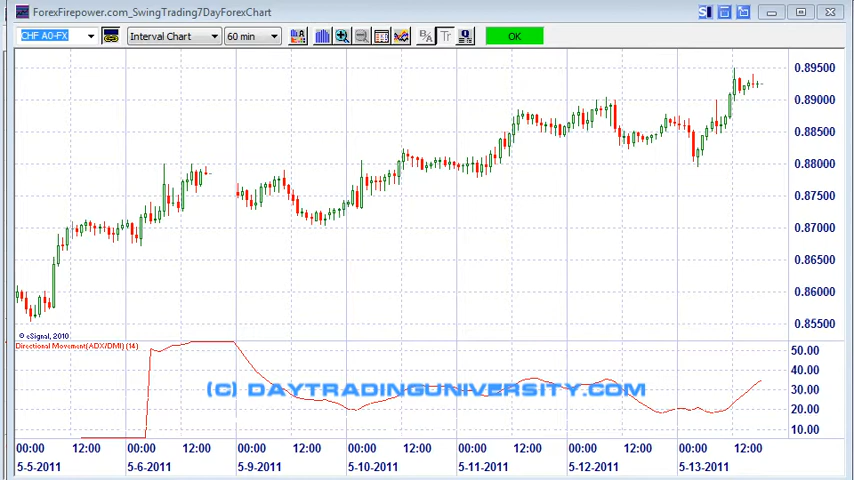 ForexFirepower.com_SwingTrading7DayForexChart
CHF A0-FX Interval Chart 60 min B/A Tr OK
0.89500
0.89000
0.88500
0.88000
0.87500
0.87000
0.86500
0.86000
0.85500
© eSignal, 2010
Directional Movement(ADX/DMI) (14)
50.00
40.00
30.00
20.00
10.00
(C) DAYTRADINGUNIVERSITY.COM
00:00 12:00 00:00 12:00 00:00 12:00 00:00 12:00 00:00 12:00 00:00 12:00 00:00 12:00
5-5-2011 5-6-2011 5-9-2011 5-10-2011 5-11-2011 5-12-2011 5-13-2011